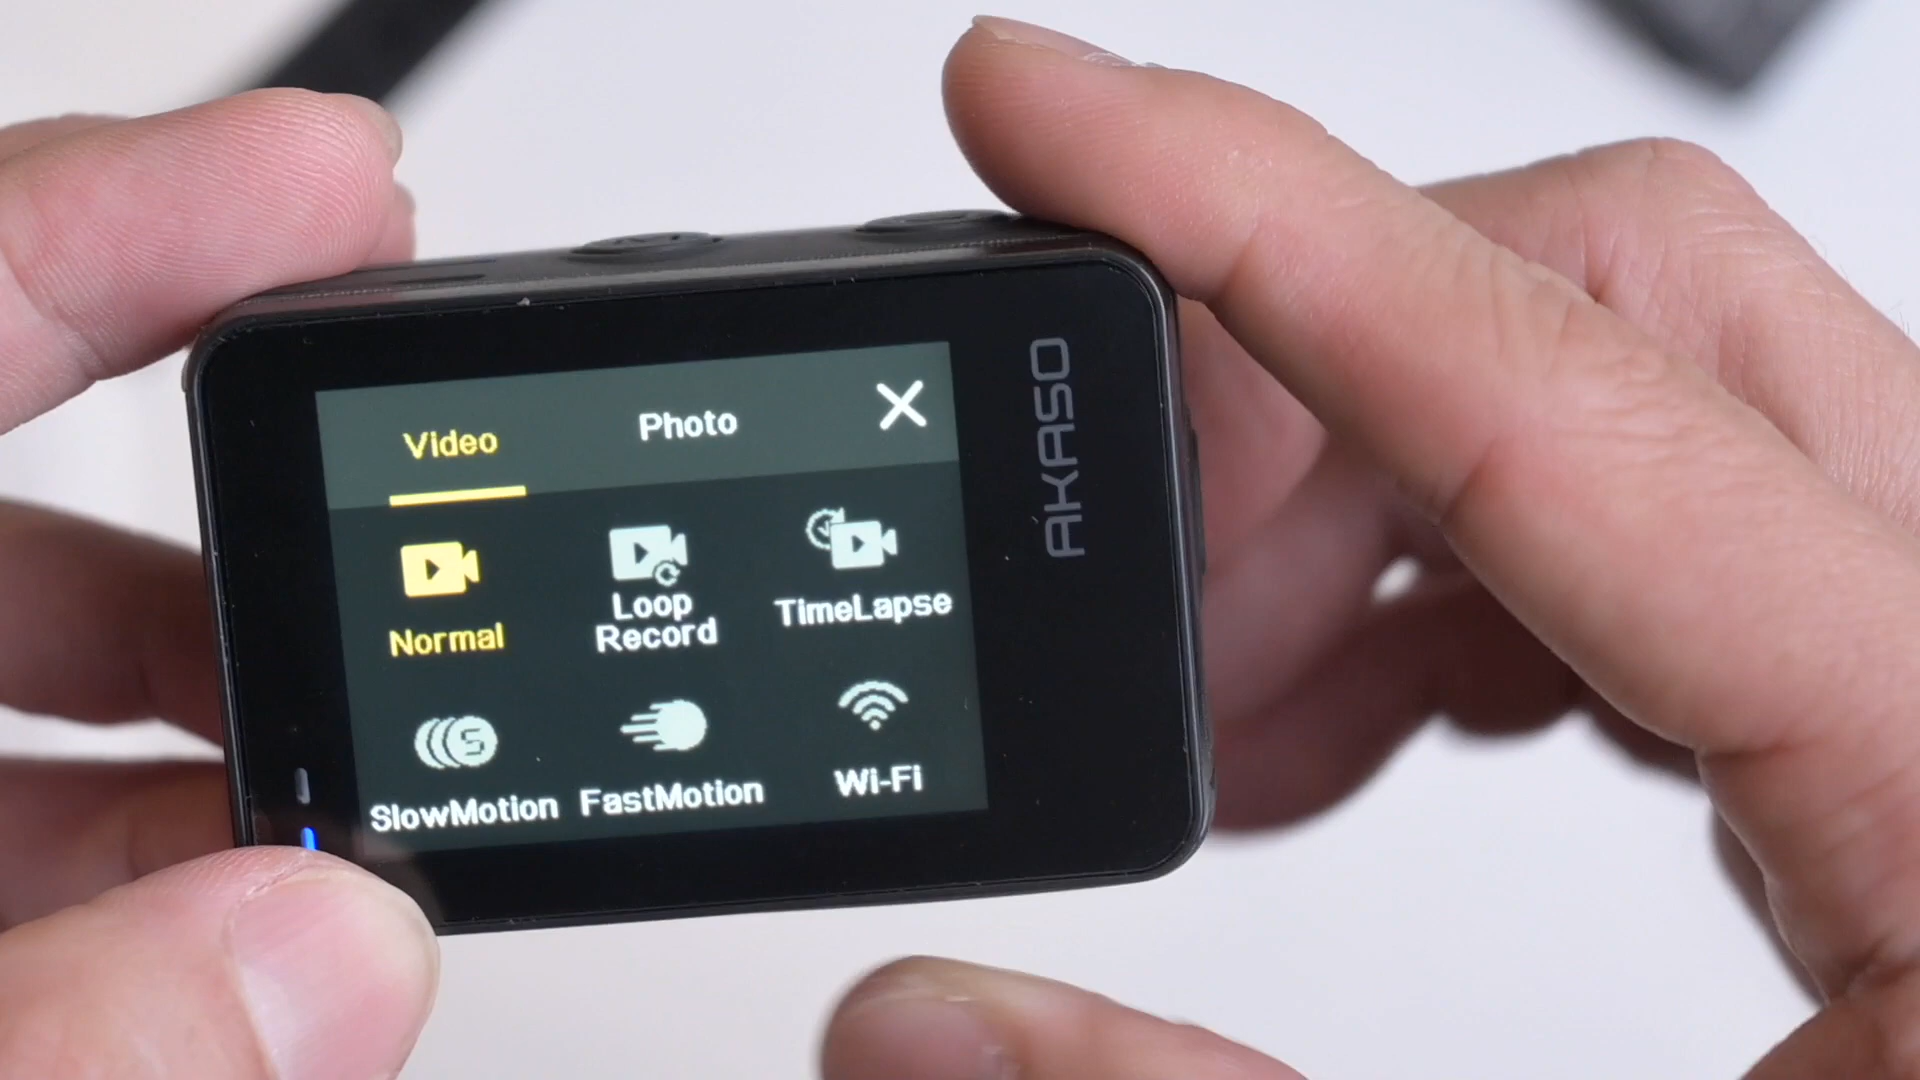 Video Photo
Normal
Loop
Record
TimeLapse
SlowMotion
FastMotion
Wi-Fi
AKASO